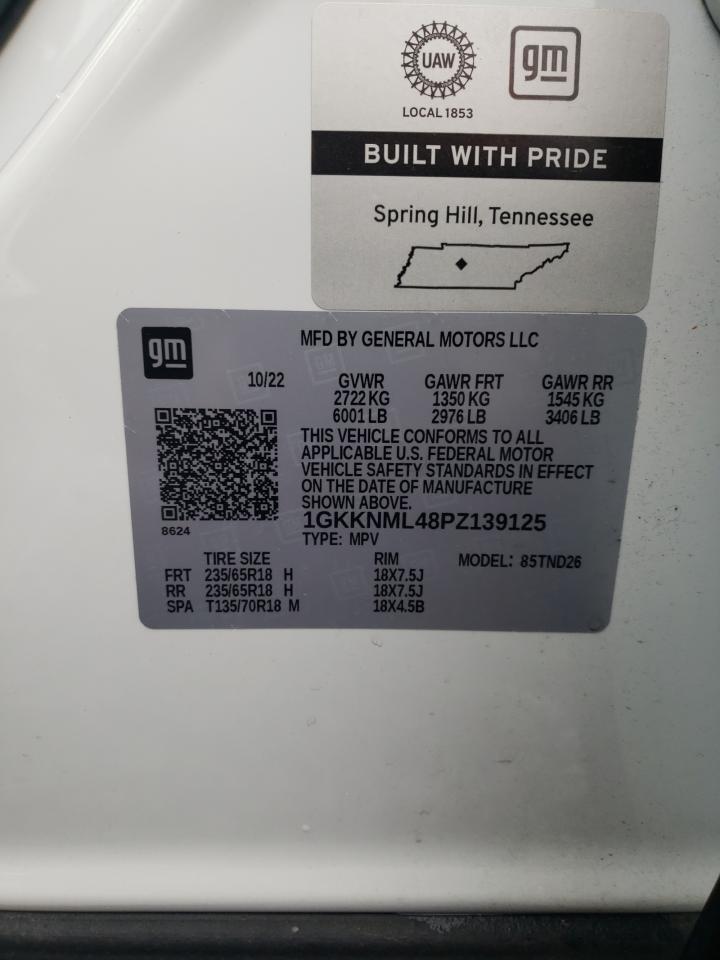 UAW
gm
LOCAL 1853
BUILT WITH PRIDE
Spring Hill, Tennessee
gm
MFD BY GENERAL MOTORS LLC
10/22 GVWR GAWR FRT GAWR RR
2722 KG 1350 KG 1545 KG
6001 LB 2976 LB 3406 LB
THIS VEHICLE CONFORMS TO ALL
APPLICABLE U.S. FEDERAL MOTOR
VEHICLE SAFETY STANDARDS IN EFFECT
ON THE DATE OF MANUFACTURE
SHOWN ABOVE.
1GKKNML48PZ139125
8624
TYPE: MPV
TIRE SIZE RIM MODEL: 85TND26
FRT 235/65R18 H 18X7.5J
RR 235/65R18 H 18X7.5J
SPA T135/70R18 M 18X4.5B